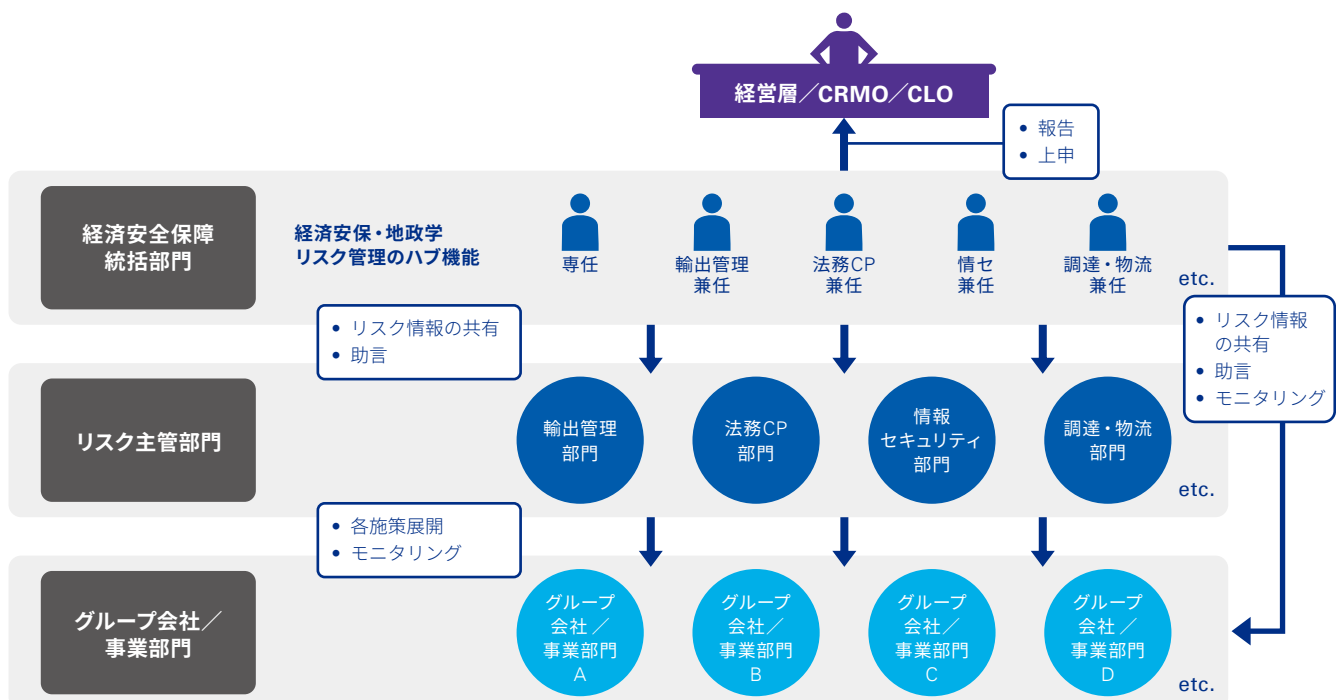 経営層／CRMO／CLO
• 報告
• 上申
経済安全保障
統括部門
経済安保・地政学
リスク管理のハブ機能
専任
輸出管理
兼任
法務CP
兼任
情セ
兼任
調達・物流
兼任
etc.
• リスク情報の共有
• 助言
• リスク情報
の共有
• 助言
• モニタリング
リスク主管部門
輸出管理
部門
法務CP
部門
情報
セキュリティ
部門
調達・物流
部門
etc.
• 各施策展開
• モニタリング
グループ会社／
事業部門
グループ
会社／
事業部門
A
グループ
会社／
事業部門
B
グループ
会社／
事業部門
C
グループ
会社／
事業部門
D
etc.